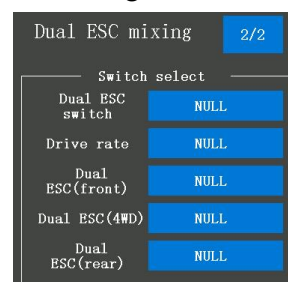 Dual ESC mixing 2/2
Switch select
Dual ESC
switch NULL
Drive rate NULL
Dual
ESC(front) NULL
Dual ESC(4WD) NULL
Dual
ESC(rear) NULL